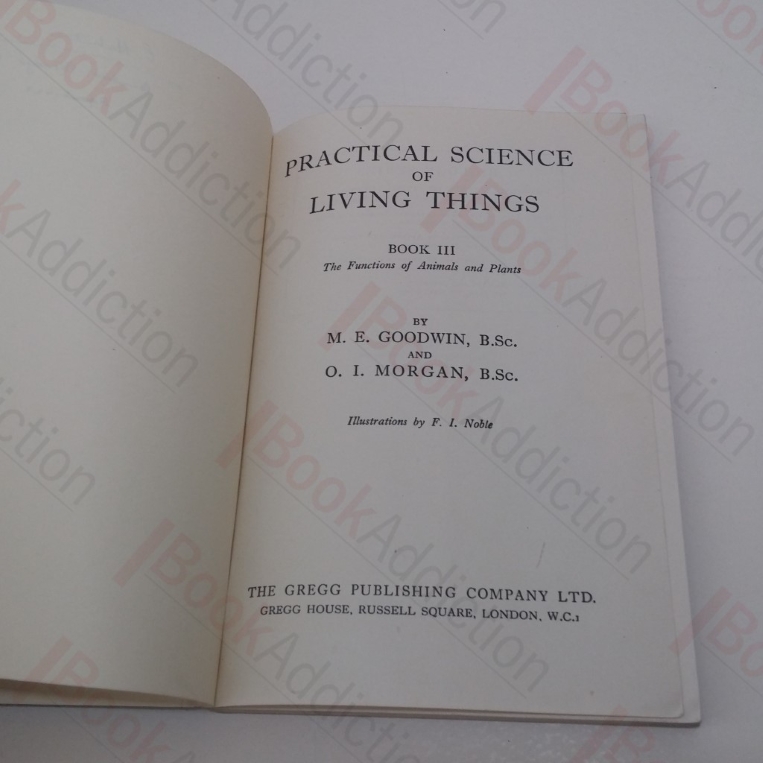 PRACTICAL SCIENCE
OF
LIVING THINGS
BOOK III
The Functions of Animals and Plants
BY
M. E. GOODWIN, B.Sc.
AND
O. I. MORGAN, B.Sc.
Illustrations by F. I. Noble
THE GREGG PUBLISHING COMPANY LTD.
GREGG HOUSE, RUSSELL SQUARE, LONDON, W.C.1
BookAddiction